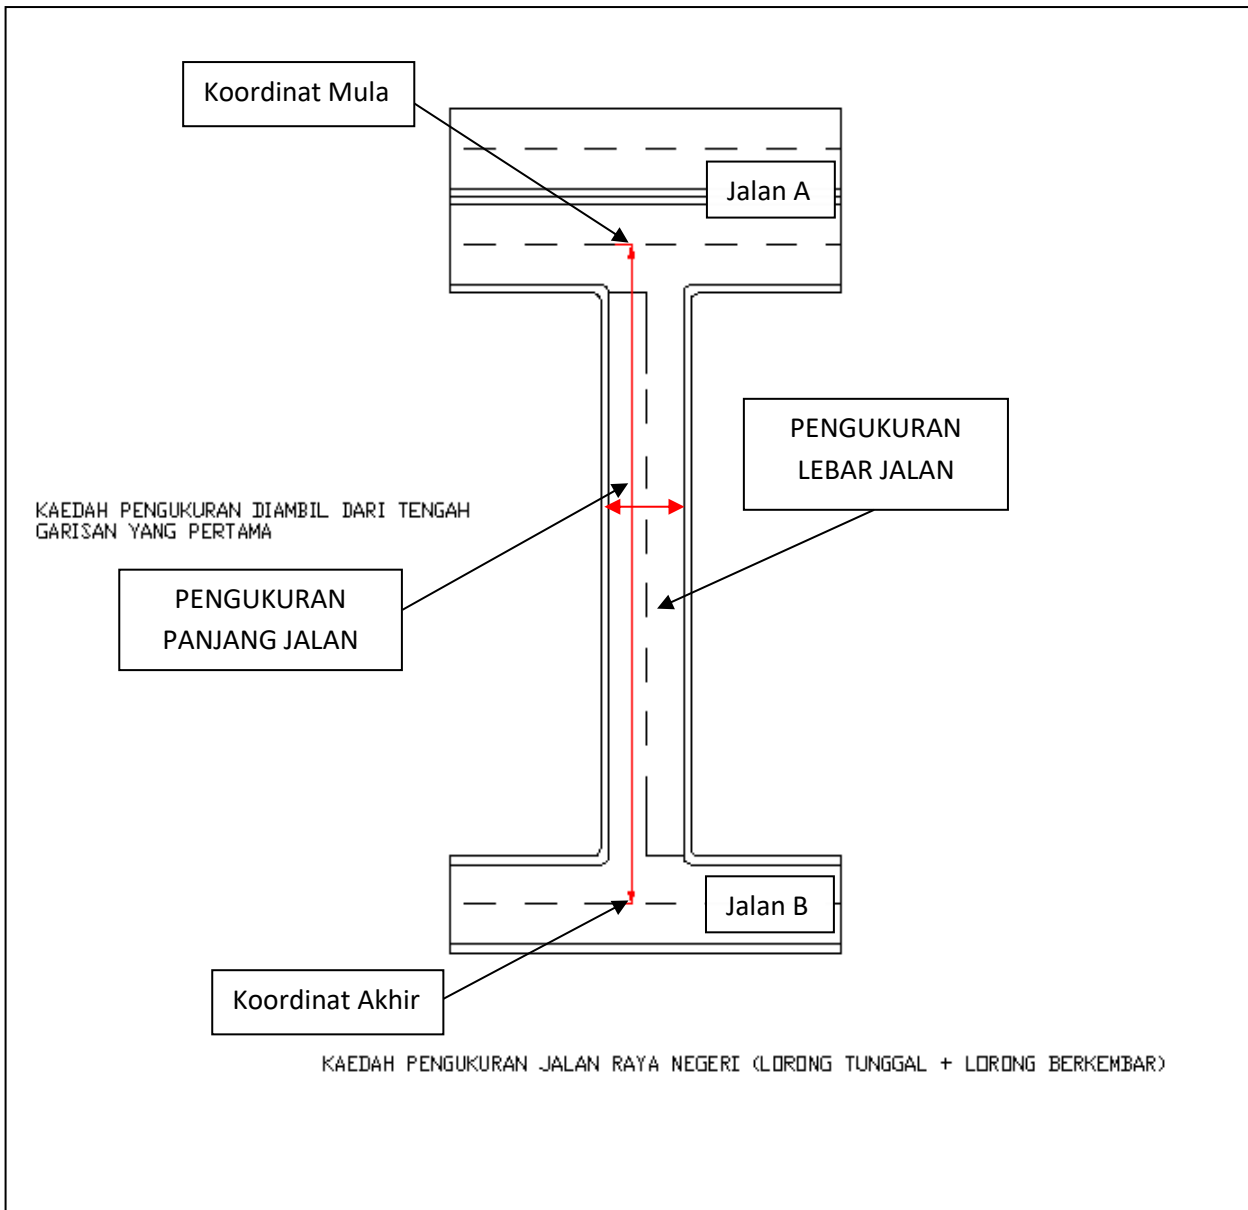 Koordinat Mula
Jalan A
PENGUKURAN
LEBAR JALAN
KAEDAH PENGUKURAN DIAMBIL DARI TENGAH
GARISAN YANG PERTAMA
PENGUKURAN
PANJANG JALAN
Jalan B
Koordinat Akhir
KAEDAH PENGUKURAN JALAN RAYA NEGERI (LORONG TUNGGAL + LORONG BERKEMBAR)